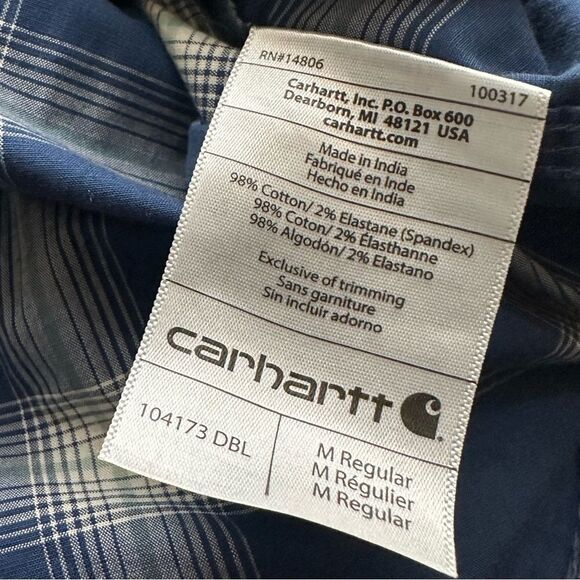 RN#14806
100317
Carhartt, Inc. P.O. Box 600
Dearborn, MI 48121 USA
carhartt.com
Made in India
Fabriqué en Inde
Hecho en India
98% Cotton/ 2% Elastane (Spandex)
98% Coton/ 2% Élasthanne
98% Algodón/ 2% Elastano
Exclusive of trimming
Sans garniture
Sin incluir adorno
carhartt
104173 DBL
M Regular
M Régulier
M Regular